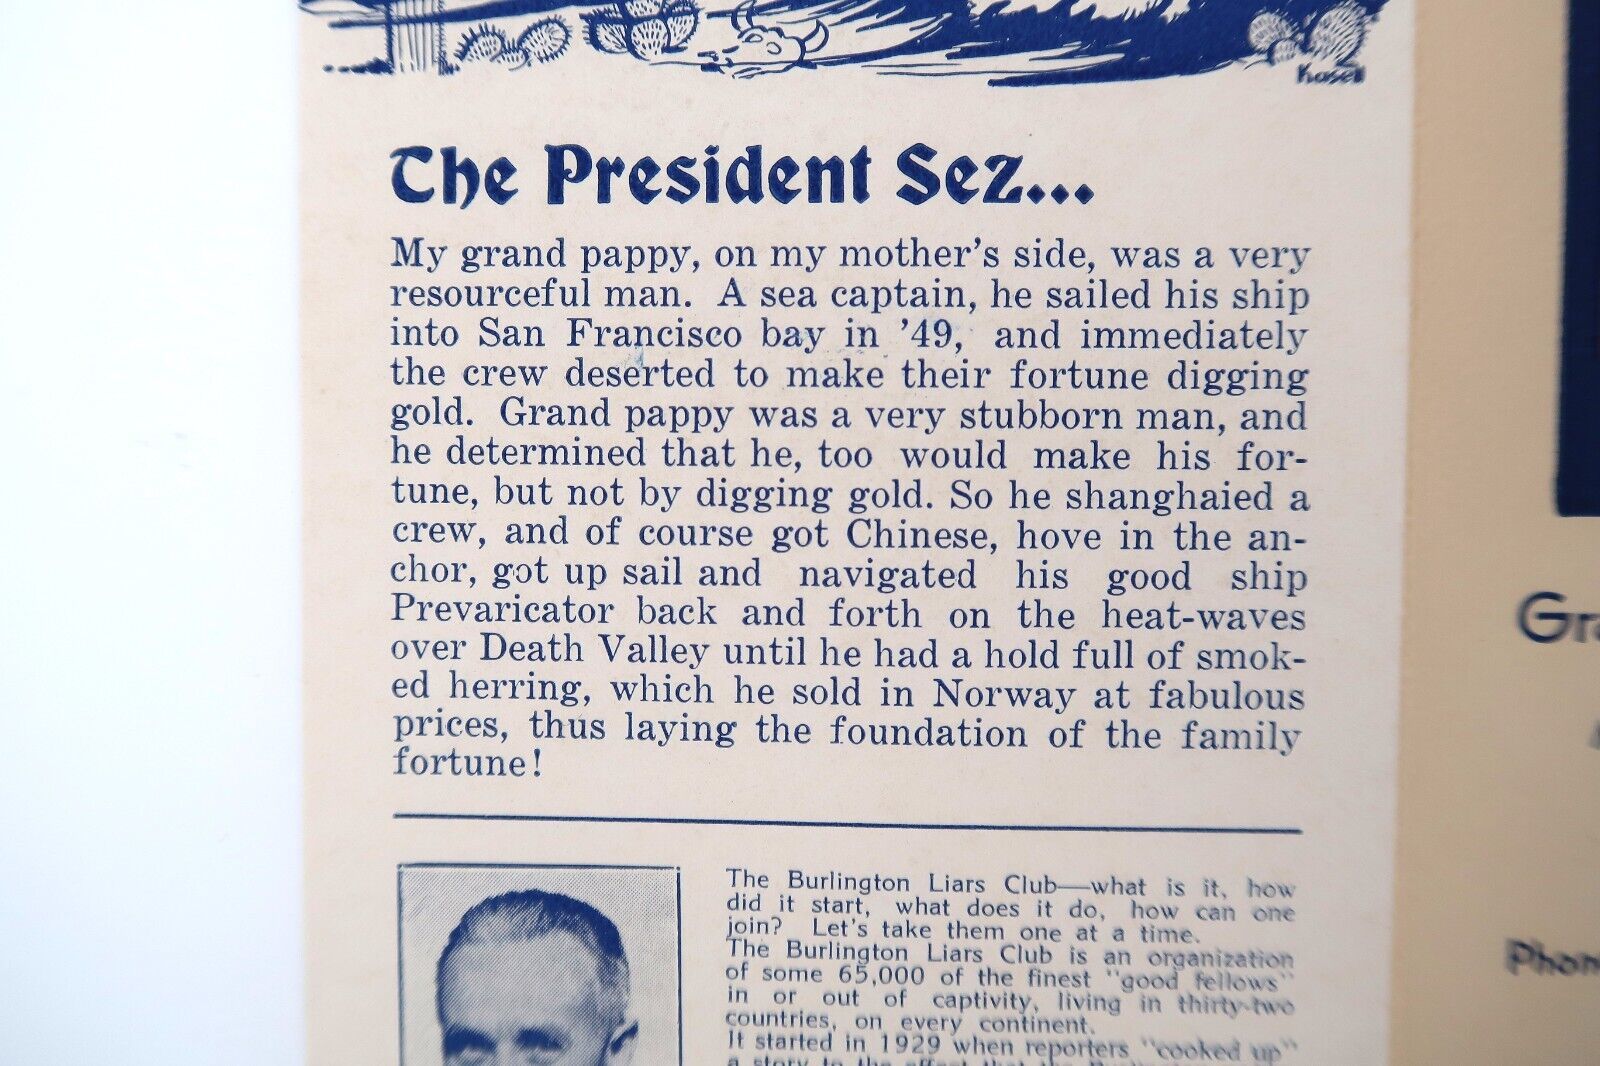 Kasell
The President Sez...
My grand pappy, on my mother's side, was a very
resourceful man. A sea captain, he sailed his ship
into San Francisco bay in '49, and immediately
the crew deserted to make their fortune digging
gold. Grand pappy was a very stubborn man, and
he determined that he, too would make his for-
tune, but not by digging gold. So he shanghaied a
crew, and of course got Chinese, hove in the an-
chor, got up sail and navigated his good ship
Prevaricator back and forth on the heat-waves
over Death Valley until he had a hold full of smok-
ed herring, which he sold in Norway at fabulous
prices, thus laying the foundation of the family
fortune!
The Burlington Liars Club—what is it, how
did it start, what does it do, how can one
join? Let's take them one at a time.
The Burlington Liars Club is an organization
of some 65,000 of the finest "good fellows"
in or out of captivity, living in thirty-two
countries, on every continent.
It started in 1929 when reporters "cooked up"
a story to the effect that the
Gra
Phon